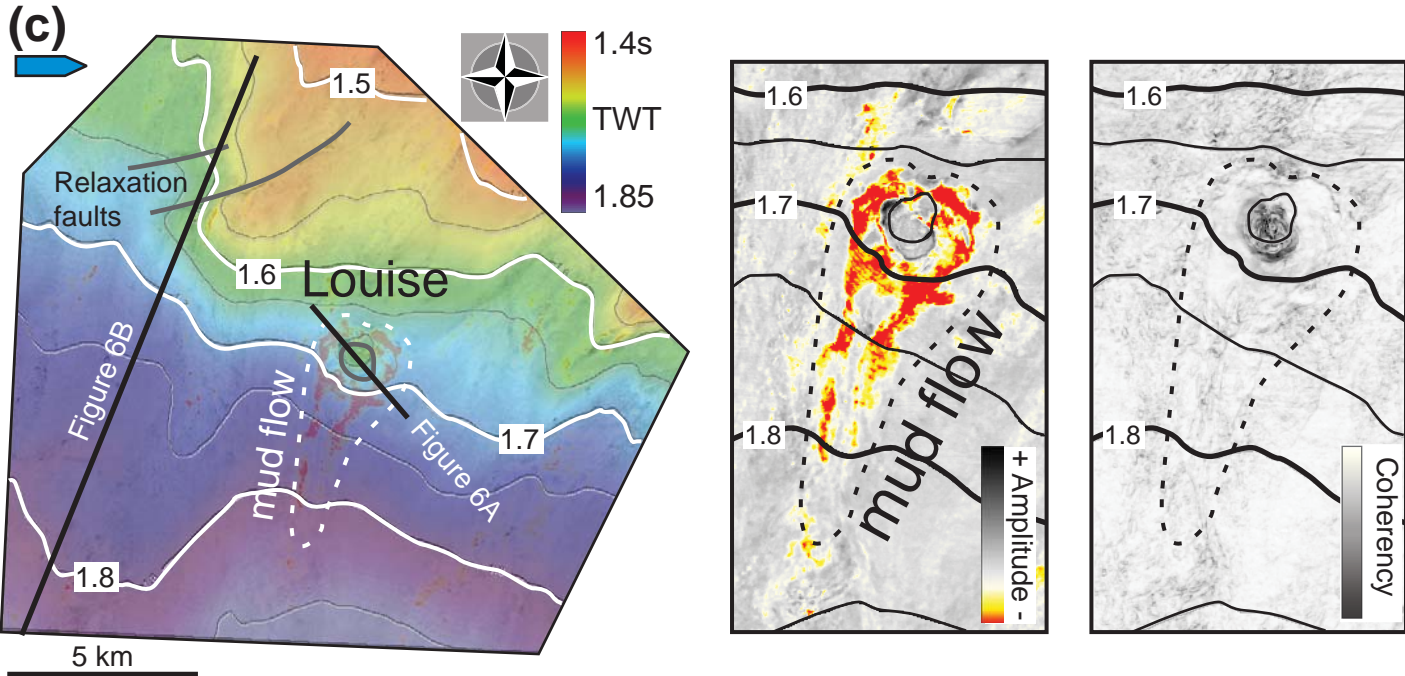 (c)
1.4s
TWT
1.85
1.5
Relaxation
faults
1.6
Louise
Figure 6B
mud flow
Figure 6A
1.7
1.8
5 km
1.6
1.7
1.8
mud flow
+ Amplitude -
1.6
1.7
1.8
Coherency